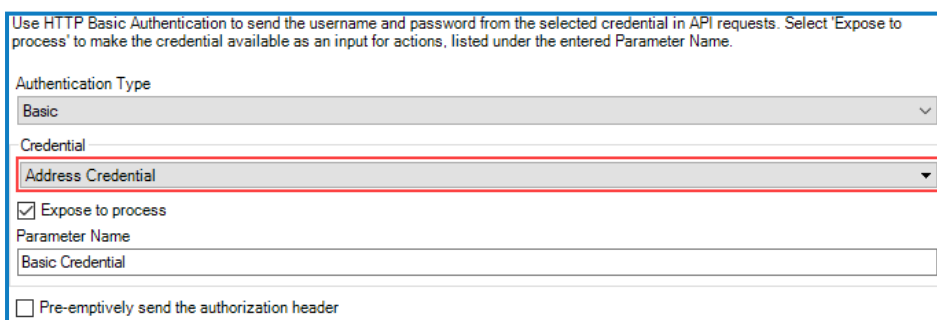 Use HTTP Basic Authentication to send the username and password from the selected credential in API requests. Select 'Expose to
process' to make the credential available as an input for actions, listed under the entered Parameter Name.
Authentication Type
Basic
Credential
Address Credential
Expose to process
Parameter Name
Basic Credential
Pre-emptively send the authorization header